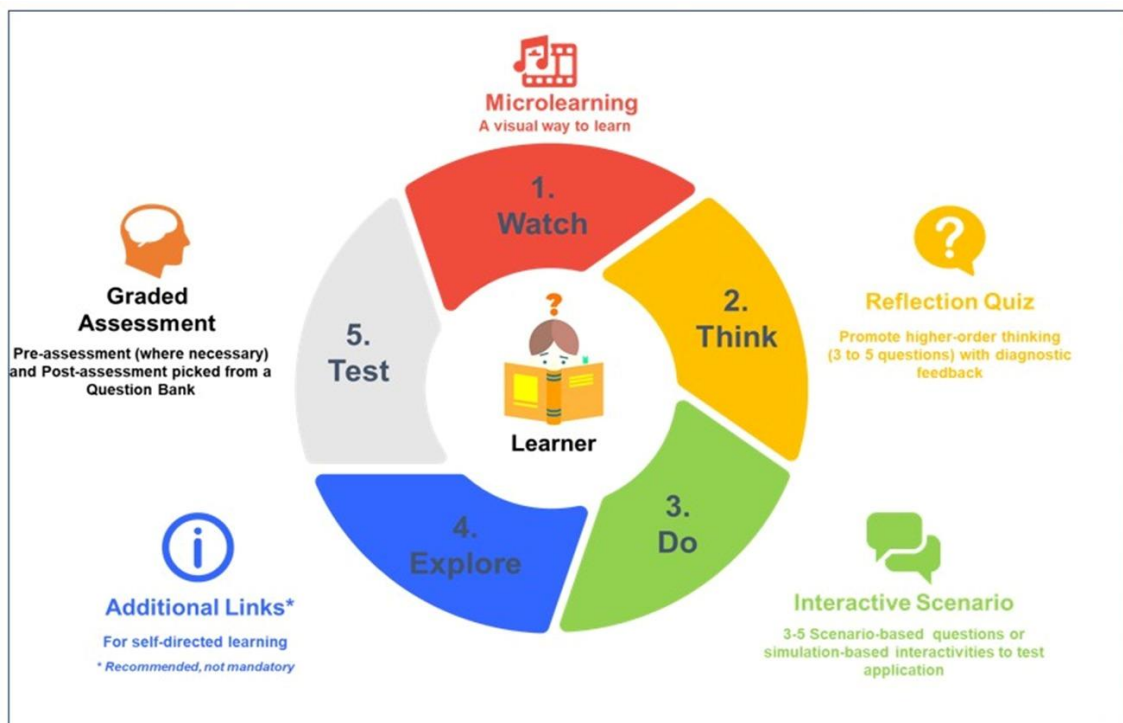 Microlearning
A visual way to learn
1.
Watch
2.
Think
Reflection Quiz
Promote higher-order thinking
(3 to 5 questions) with diagnostic
feedback
3.
Do
Interactive Scenario
3-5 Scenario-based questions or
simulation-based interactivities to test
application
4.
Explore
Additional Links*
For self-directed learning
* Recommended, not mandatory
5.
Test
Graded
Assessment
Pre-assessment (where necessary)
and Post-assessment picked from a
Question Bank
?
Learner